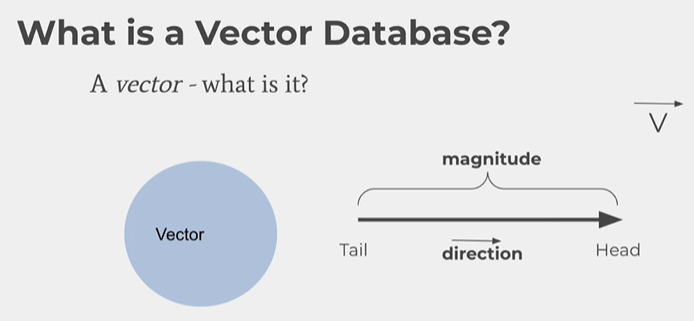 What is a Vector Database?
A vector - what is it?
V
magnitude
Vector
Tail
direction
Head